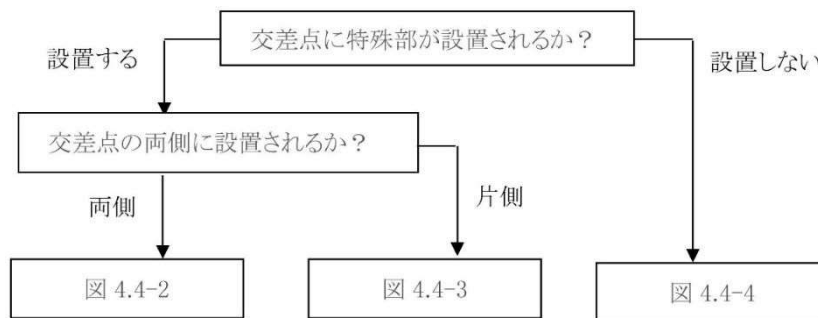 交差点に特殊部が設置されるか？
設置する
設置しない
交差点の両側に設置されるか？
両側
片側
図 4.4-2
図 4.4-3
図 4.4-4